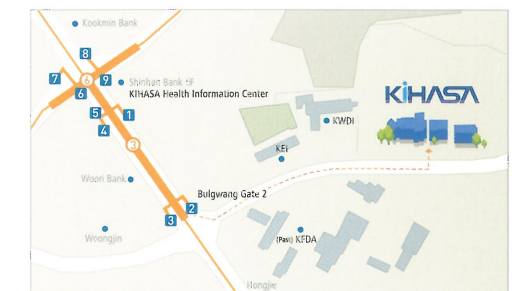 Kookmin Bank
8
7
6
9
6
Shinhan Bank 5F
KIHASA Health Information Center
5
1
4
3
KIHASA
KWDI
KEI
Woori Bank
Bulgwang Gate 2
2
3
Woongjin
(Past) KFDA
Hongje